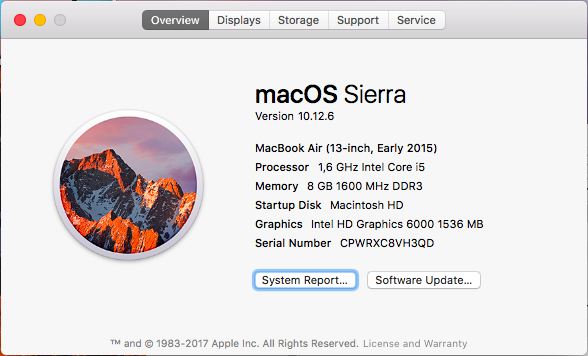 Overview Displays Storage Support Service
macOS Sierra
Version 10.12.6
MacBook Air (13-inch, Early 2015)
Processor 1,6 GHz Intel Core i5
Memory 8 GB 1600 MHz DDR3
Startup Disk Macintosh HD
Graphics Intel HD Graphics 6000 1536 MB
Serial Number CPWRXC8VH3QD
System Report... Software Update...
™ and © 1983-2017 Apple Inc. All Rights Reserved. License and Warranty